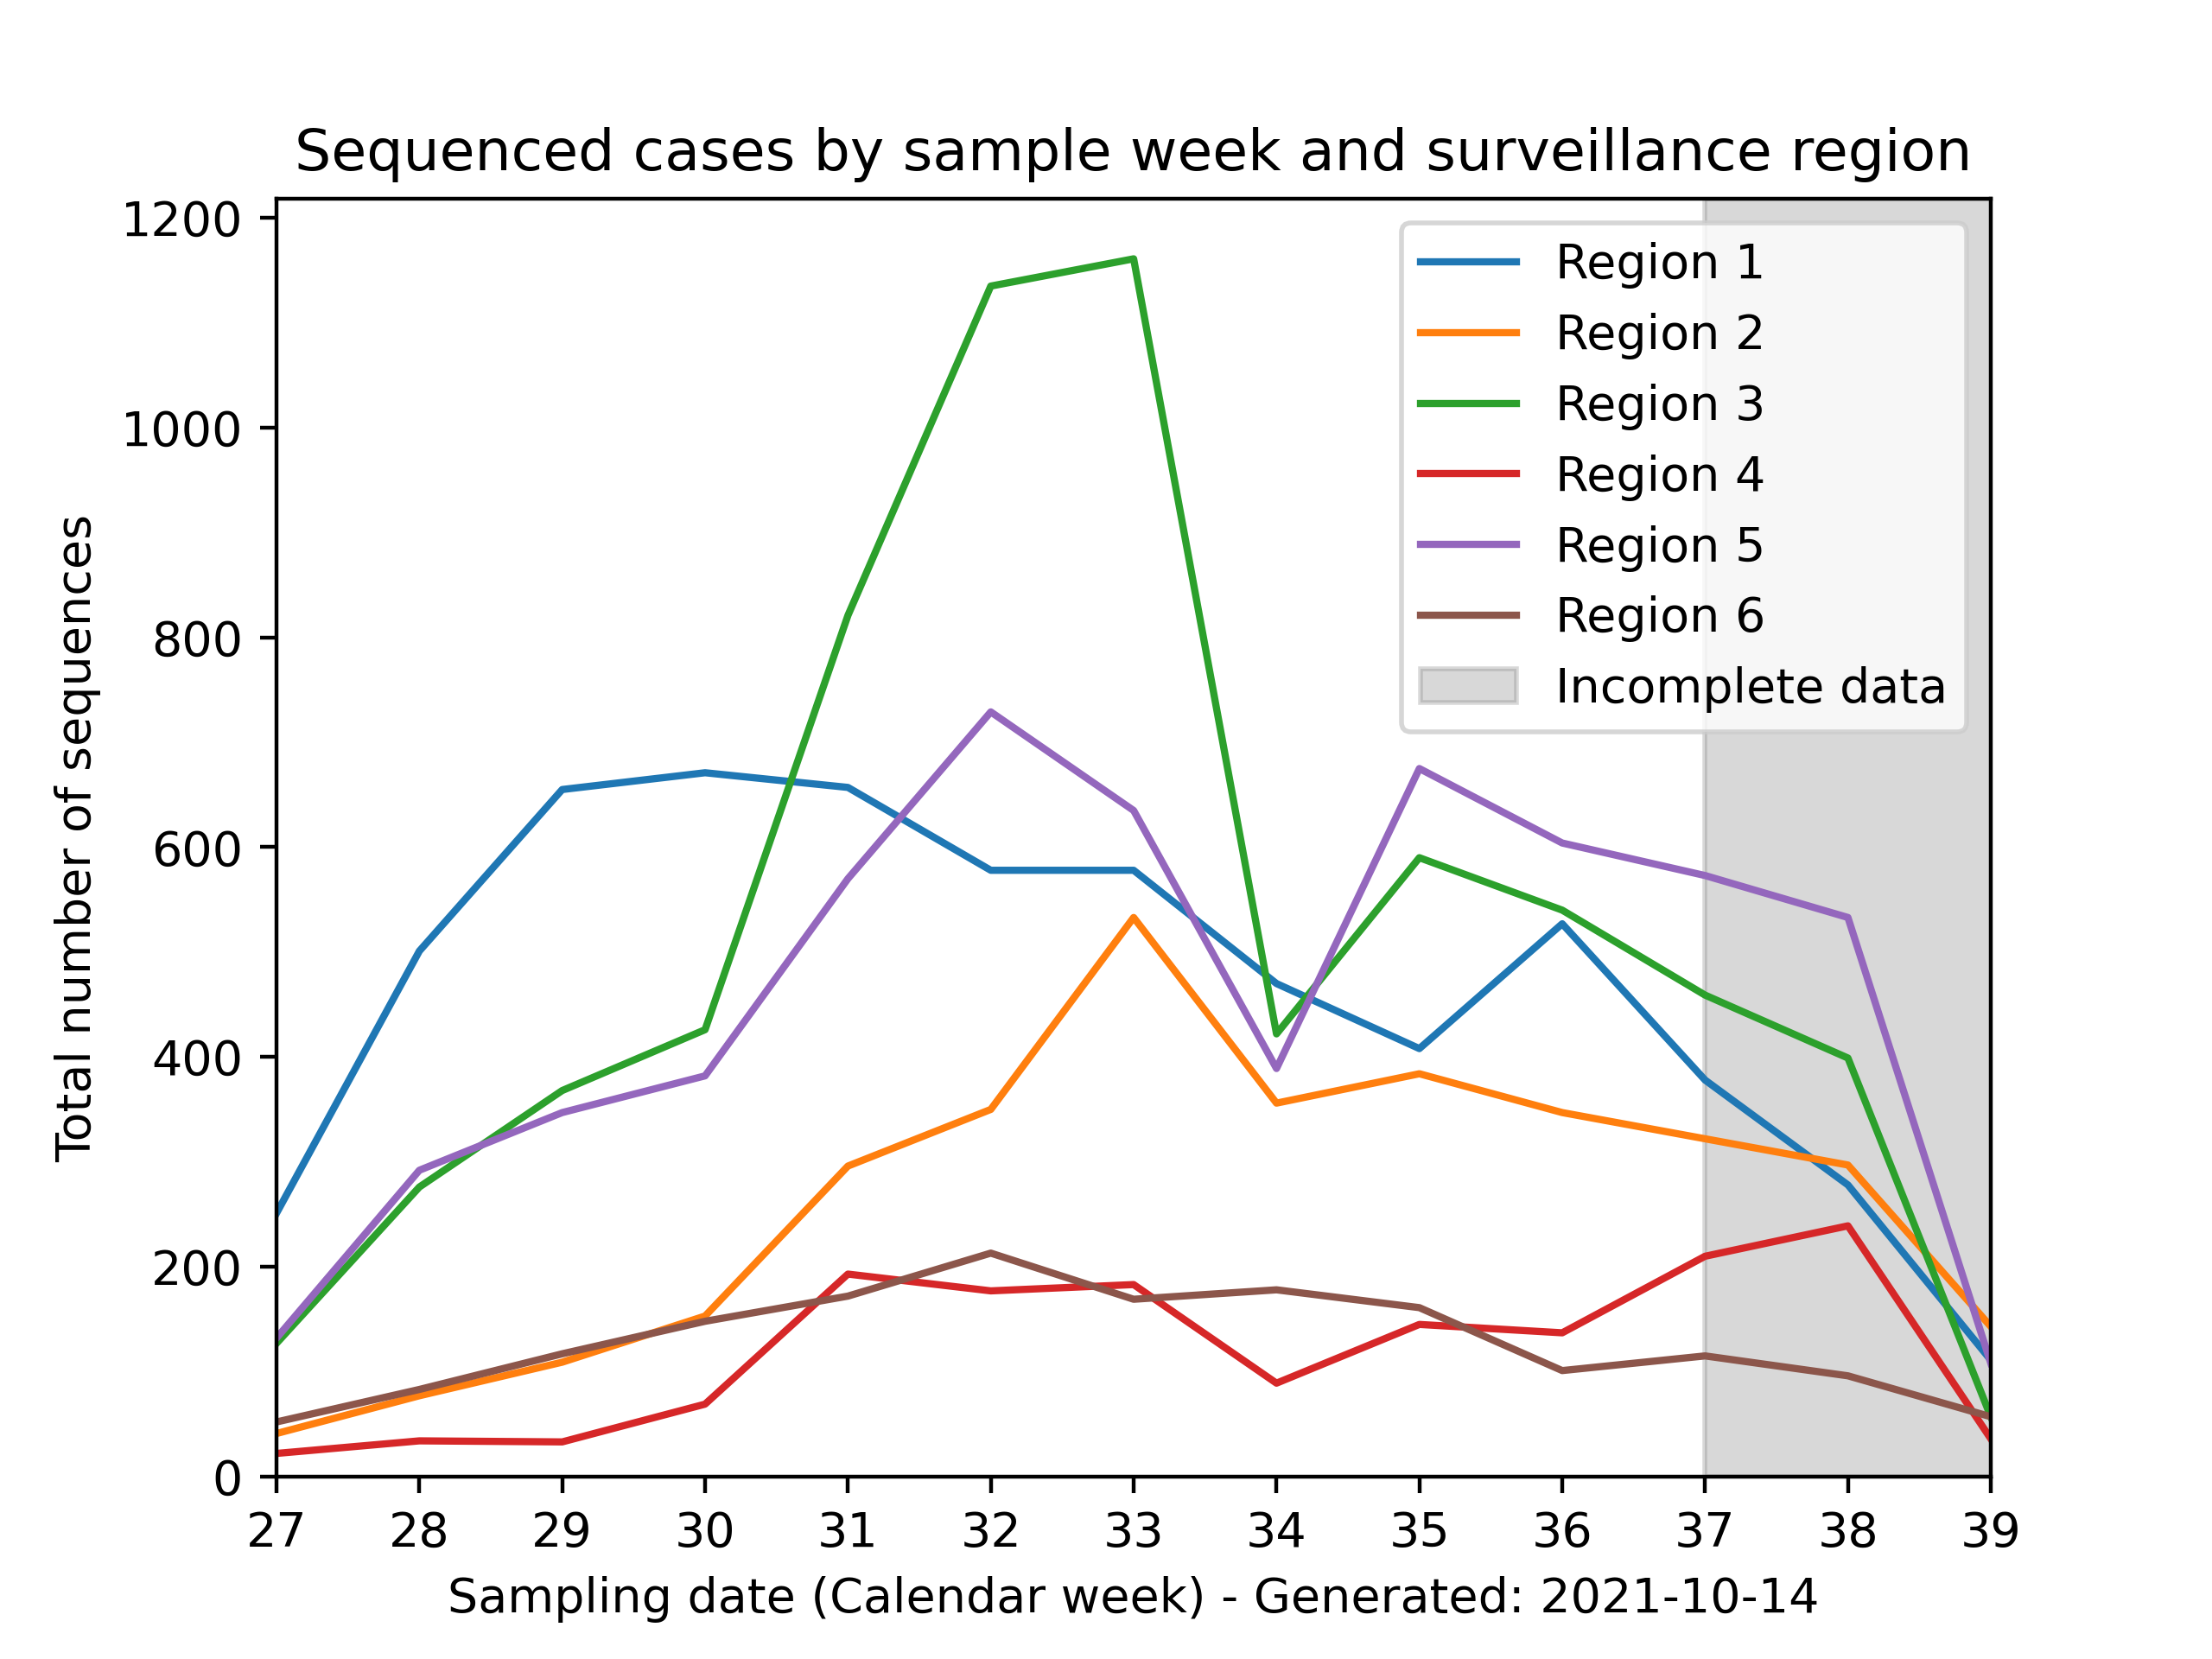 Sequenced cases by sample week and surveillance region
1200
1000
800
600
400
200
0
Total number of sequences
Region 1
Region 2
Region 3
Region 4
Region 5
Region 6
Incomplete data
27 28 29 30 31 32 33 34 35 36 37 38 39
Sampling date (Calendar week) - Generated: 2021-10-14